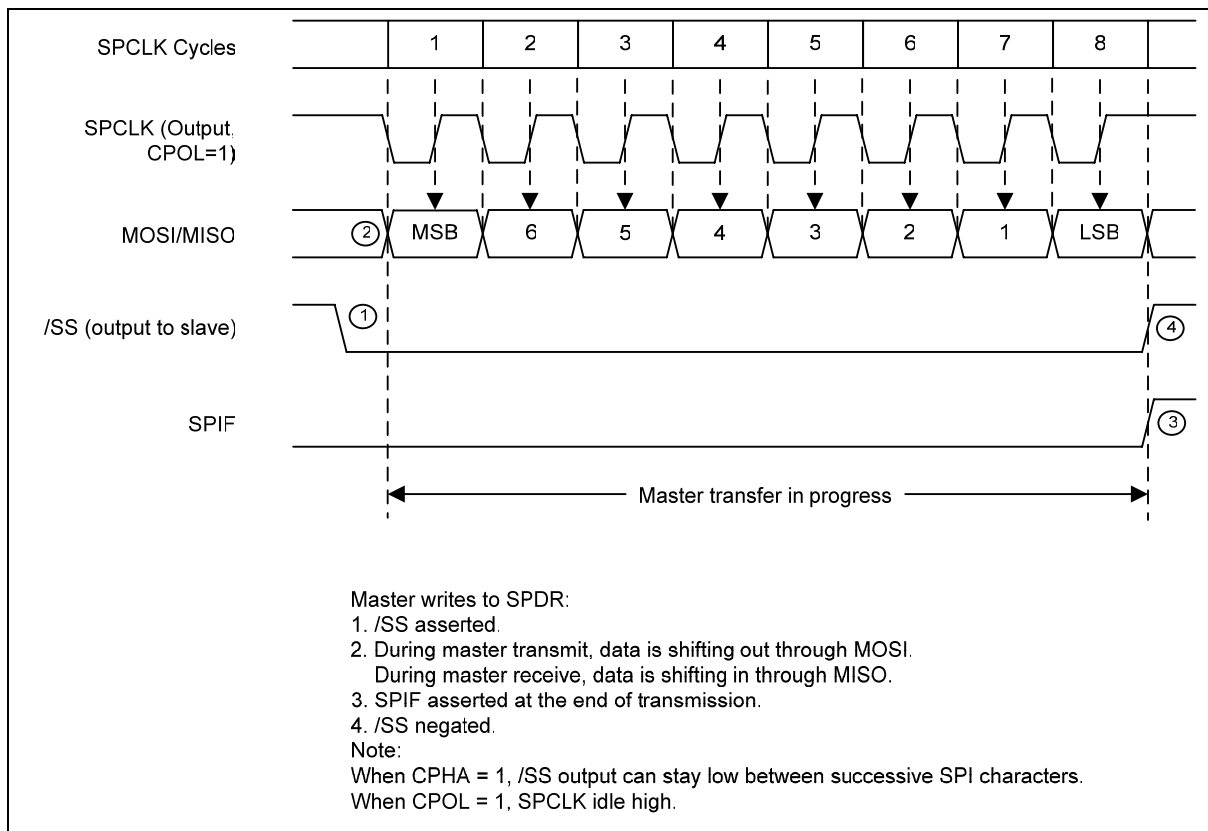 SPCLK Cycles 1 2 3 4 5 6 7 8
SPCLK (Output,
CPOL=1)
MOSI/MISO 2 MSB 6 5 4 3 2 1 LSB
/SS (output to slave) 1 4
SPIF 3
Master transfer in progress
Master writes to SPDR:
1. /SS asserted.
2. During master transmit, data is shifting out through MOSI.
During master receive, data is shifting in through MISO.
3. SPIF asserted at the end of transmission.
4. /SS negated.
Note:
When CPHA = 1, /SS output can stay low between successive SPI characters.
When CPOL = 1, SPCLK idle high.